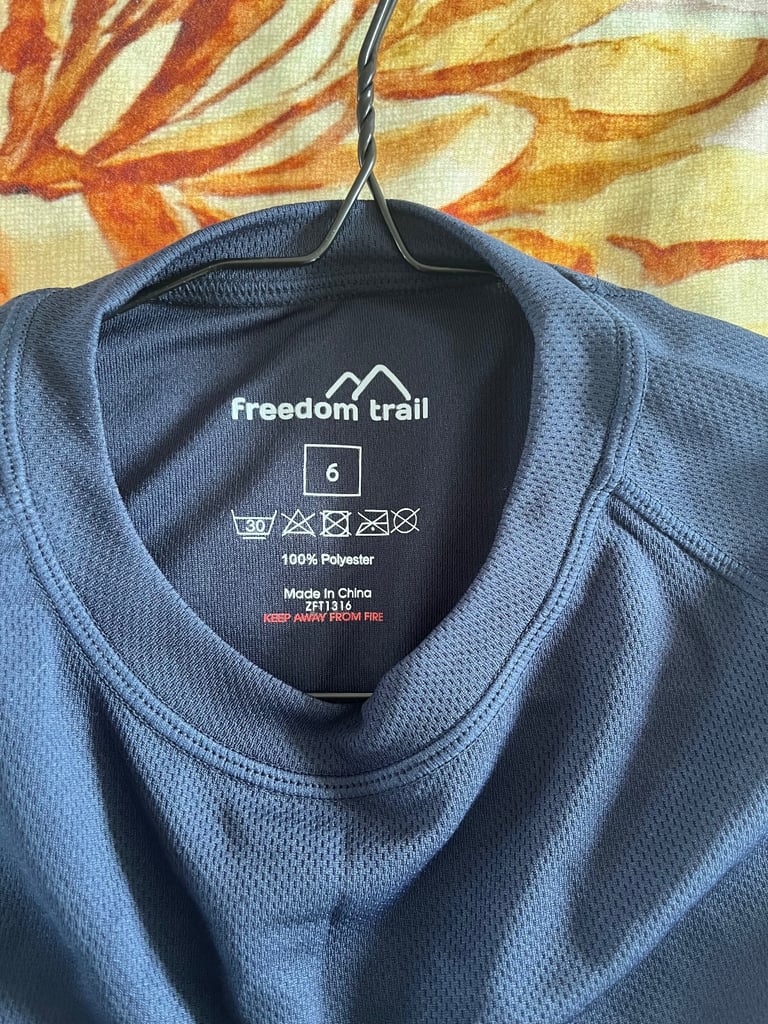 freedom trail
6
30
100% Polyester
Made In China
ZFT1316
KEEP AWAY FROM FIRE